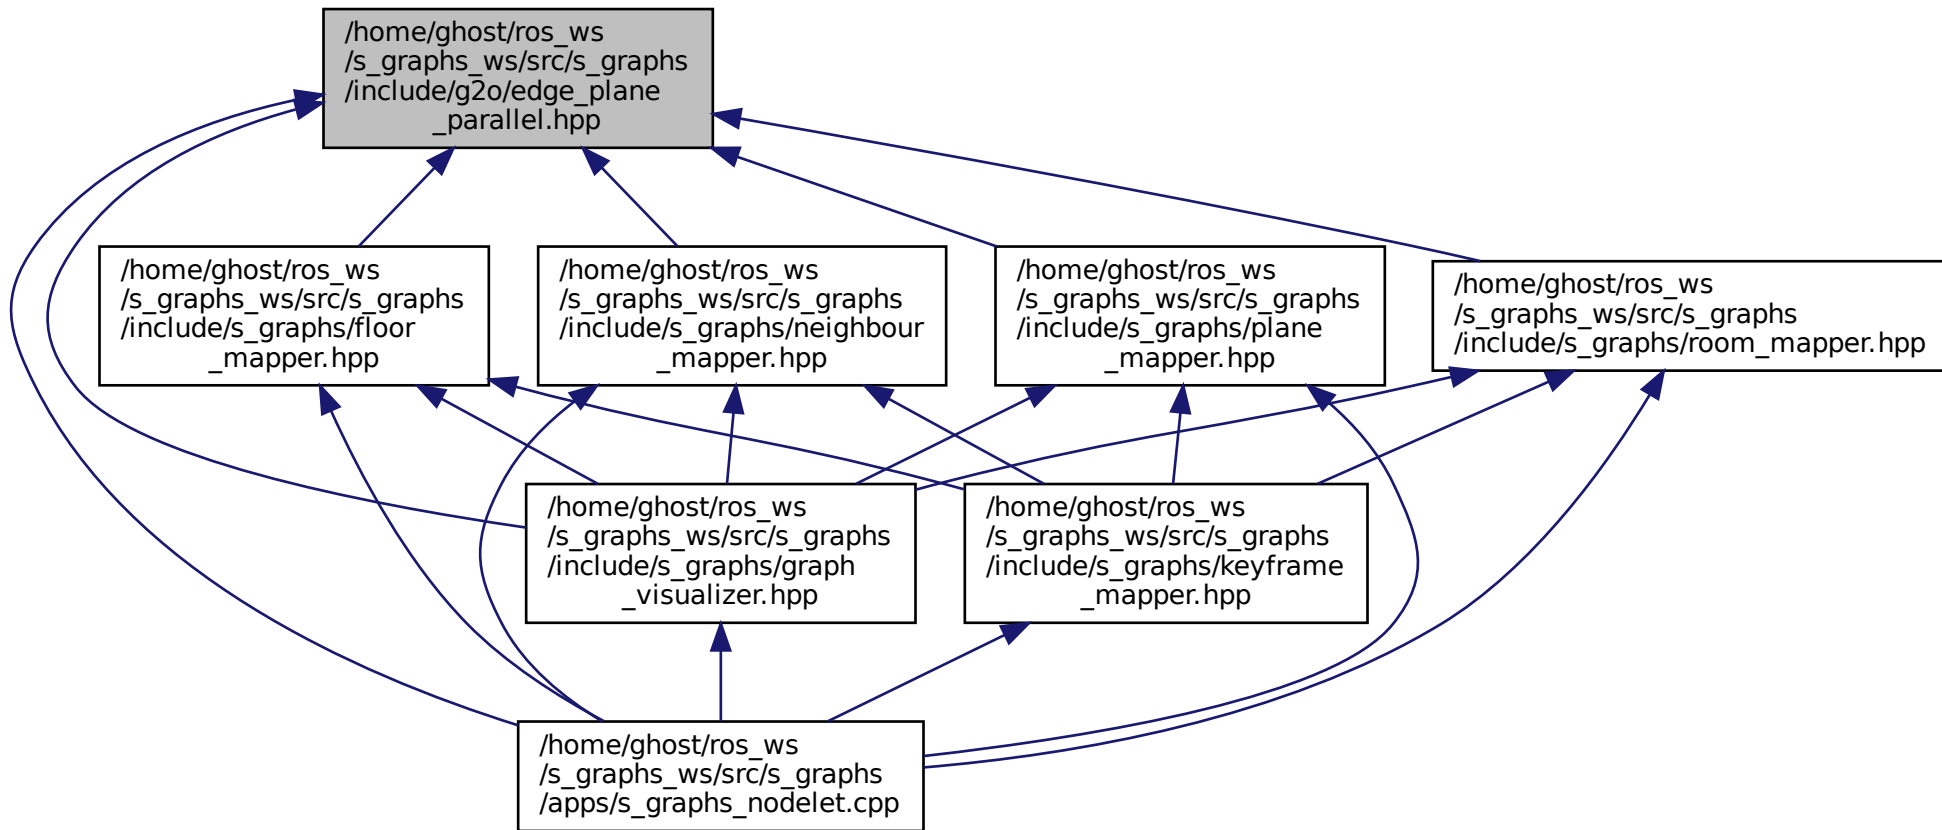 /home/ghost/ros_ws
/s_graphs_ws/src/s_graphs
/include/g2o/edge_plane
_parallel.hpp
/home/ghost/ros_ws
/s_graphs_ws/src/s_graphs
/include/s_graphs/floor
_mapper.hpp
/home/ghost/ros_ws
/s_graphs_ws/src/s_graphs
/include/s_graphs/neighbour
_mapper.hpp
/home/ghost/ros_ws
/s_graphs_ws/src/s_graphs
/include/s_graphs/plane
_mapper.hpp
/home/ghost/ros_ws
/s_graphs_ws/src/s_graphs
/include/s_graphs/room_mapper.hpp
/home/ghost/ros_ws
/s_graphs_ws/src/s_graphs
/include/s_graphs/graph
_visualizer.hpp
/home/ghost/ros_ws
/s_graphs_ws/src/s_graphs
/include/s_graphs/keyframe
_mapper.hpp
/home/ghost/ros_ws
/s_graphs_ws/src/s_graphs
/apps/s_graphs_nodelet.cpp